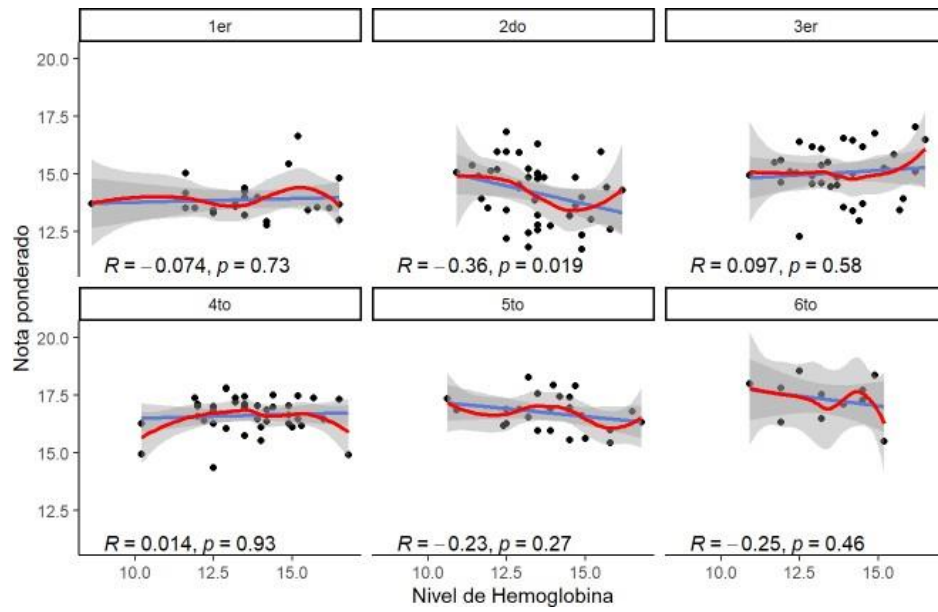 1er 2do 3er
20.0
17.5
15.0
12.5
R = −0.074, p = 0.73 R = −0.36, p = 0.019 R = 0.097, p = 0.58
Nota ponderado
4to 5to 6to
20.0
17.5
15.0
12.5
R = 0.014, p = 0.93 R = −0.23, p = 0.27 R = −0.25, p = 0.46
10.0 12.5 15.0 10.0 12.5 15.0 10.0 12.5 15.0
Nivel de Hemoglobina